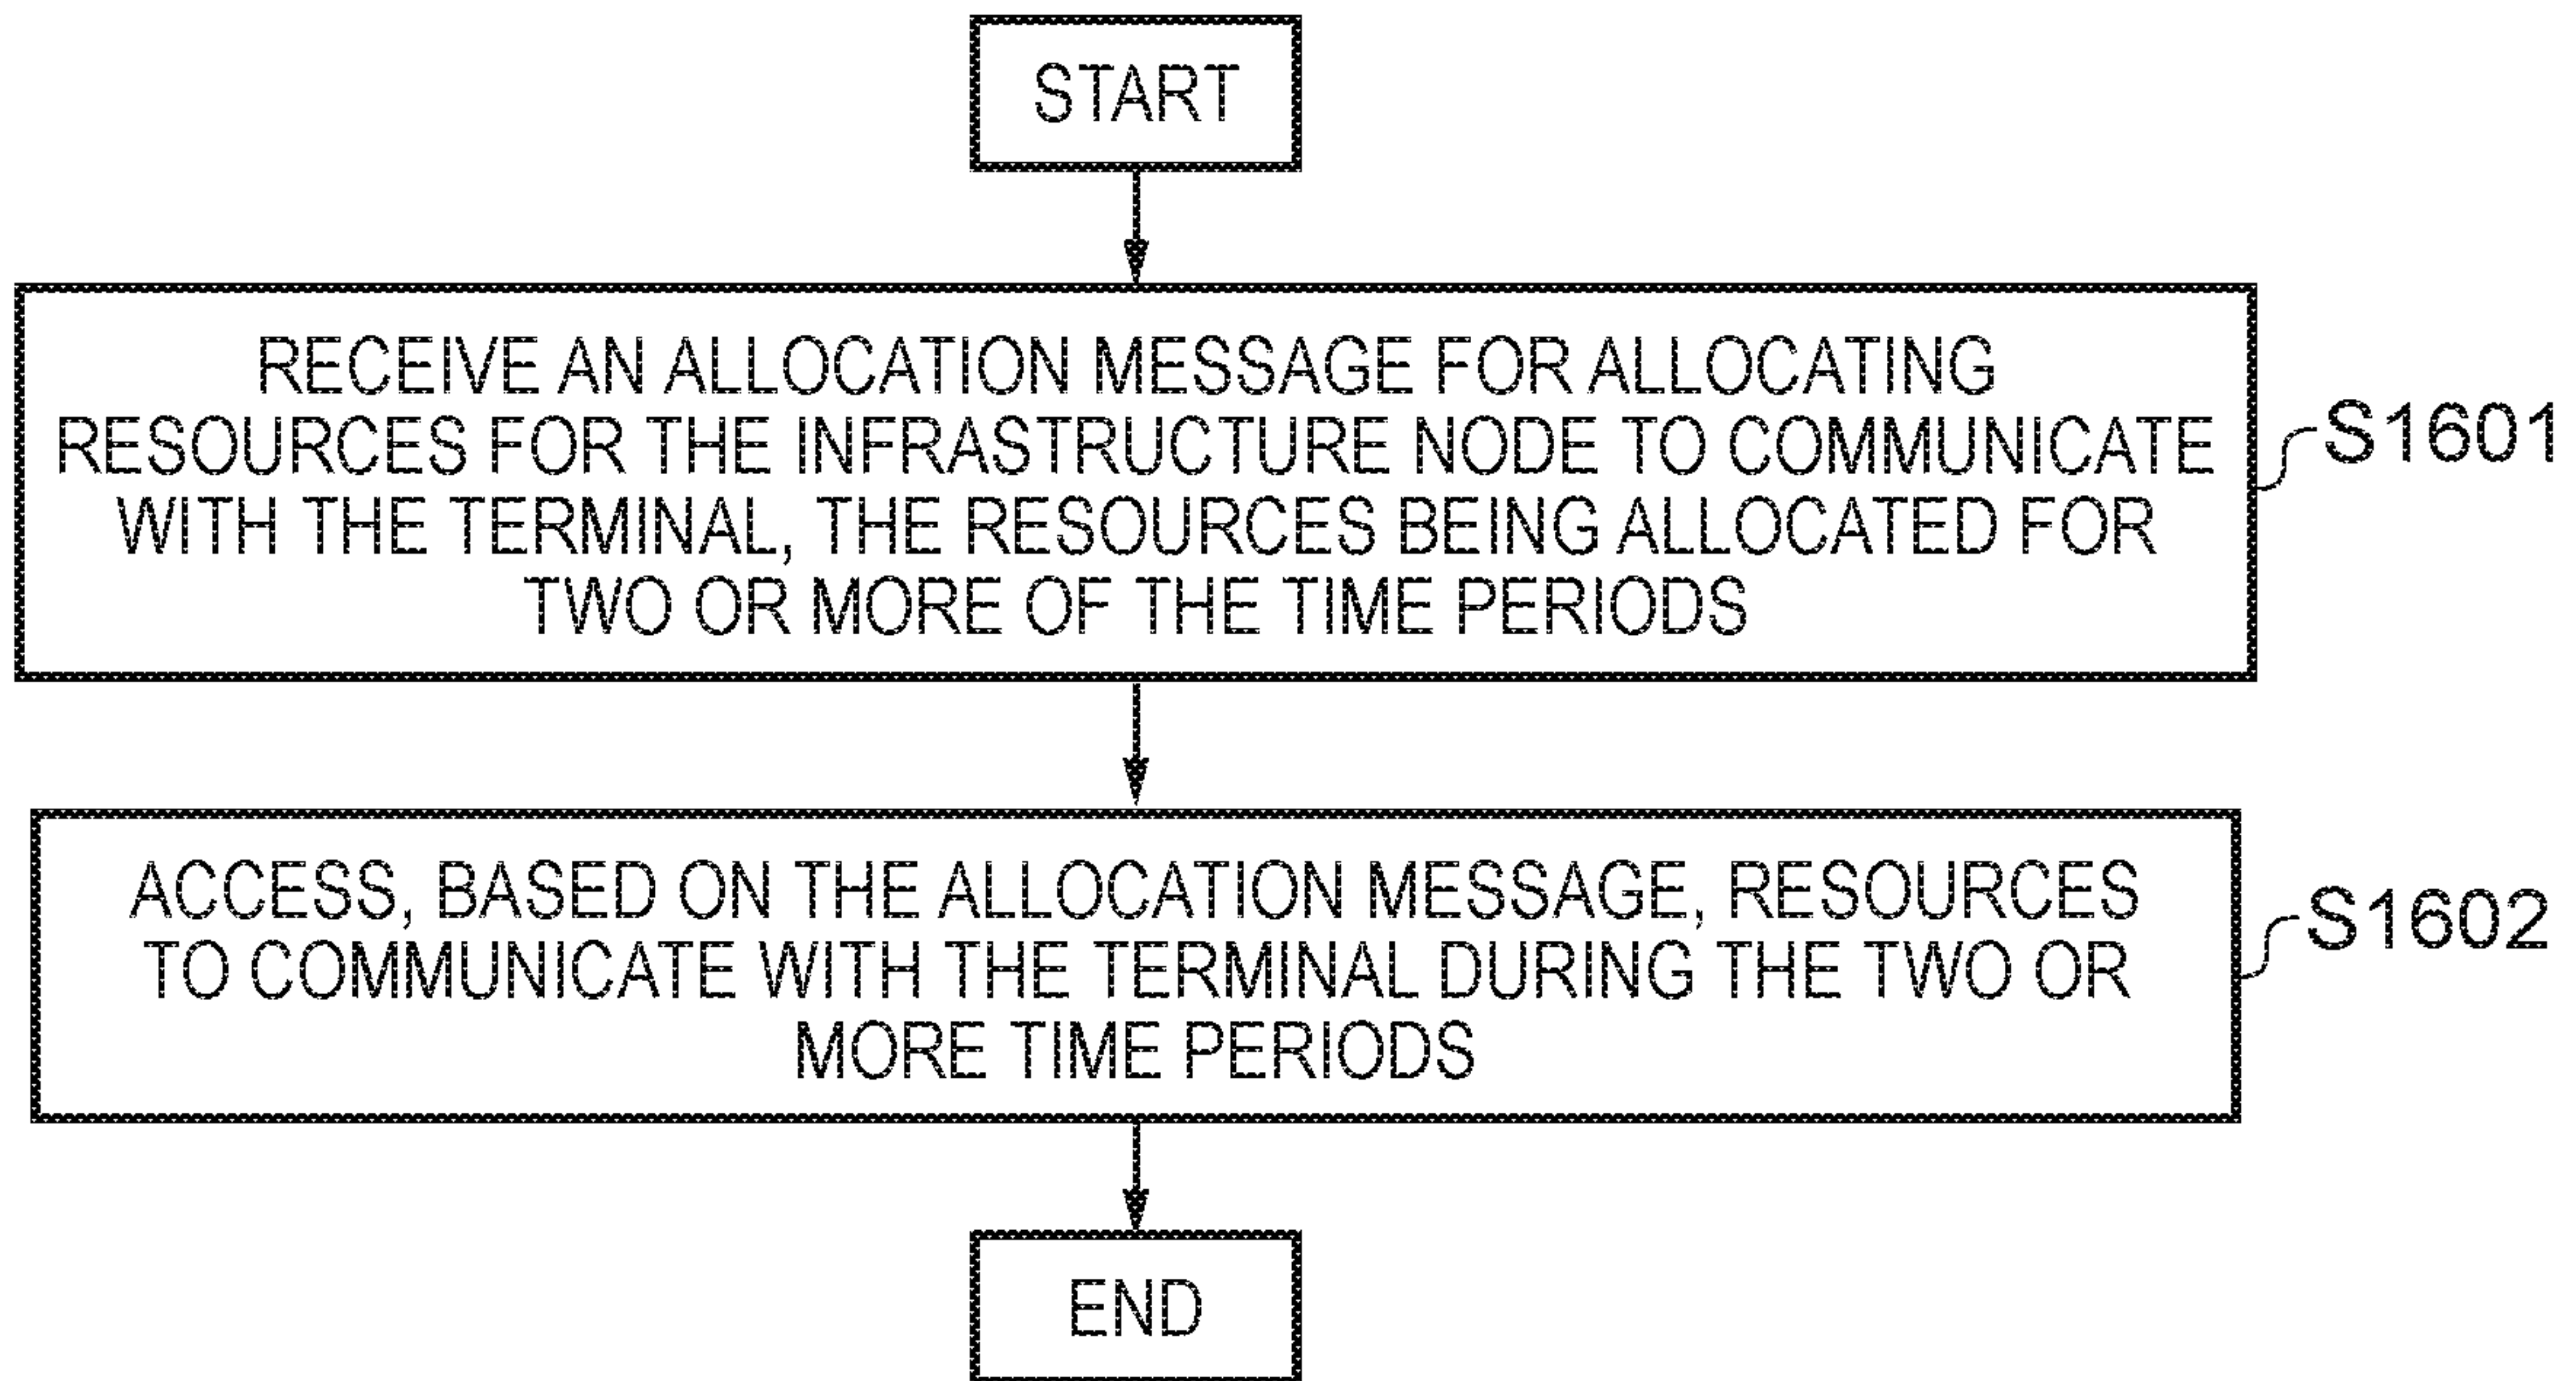 START
RECEIVE AN ALLOCATION MESSAGE FOR ALLOCATING
RESOURCES FOR THE INFRASTRUCTURE NODE TO COMMUNICATE
WITH THE TERMINAL, THE RESOURCES BEING ALLOCATED FOR
TWO OR MORE OF THE TIME PERIODS
S1601
ACCESS, BASED ON THE ALLOCATION MESSAGE, RESOURCES
TO COMMUNICATE WITH THE TERMINAL DURING THE TWO OR
MORE TIME PERIODS
S1602
END